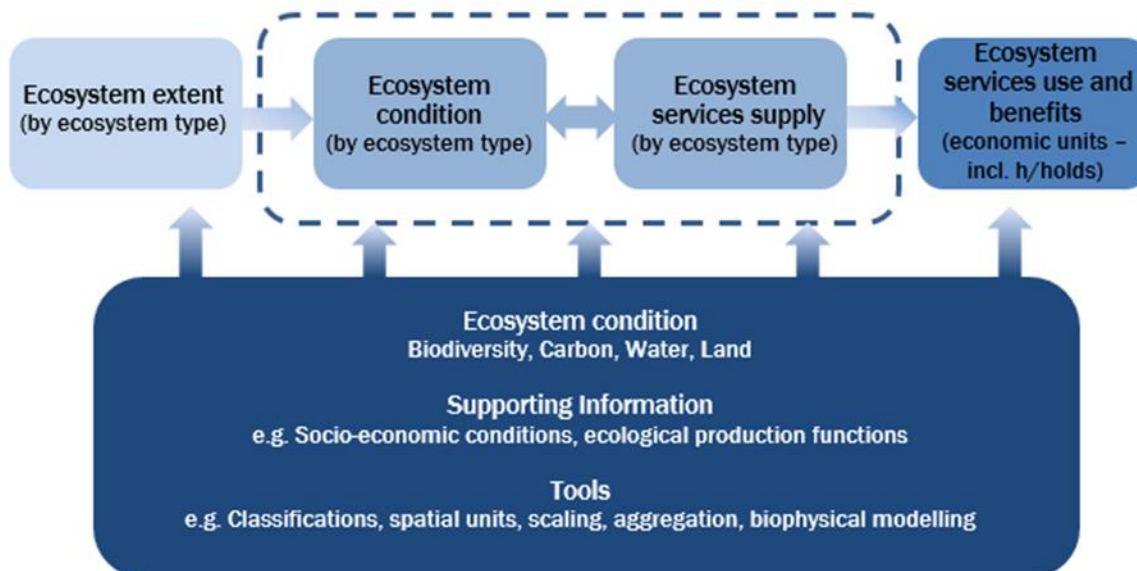 Ecosystem extent
(by ecosystem type)
Ecosystem
condition
(by ecosystem type)
Ecosystem
services supply
(by ecosystem type)
Ecosystem
services use and
benefits
(economic units –
incl. h/holds)
Ecosystem condition
Biodiversity, Carbon, Water, Land
Supporting Information
e.g. Socio-economic conditions, ecological production functions
Tools
e.g. Classifications, spatial units, scaling, aggregation, biophysical modelling